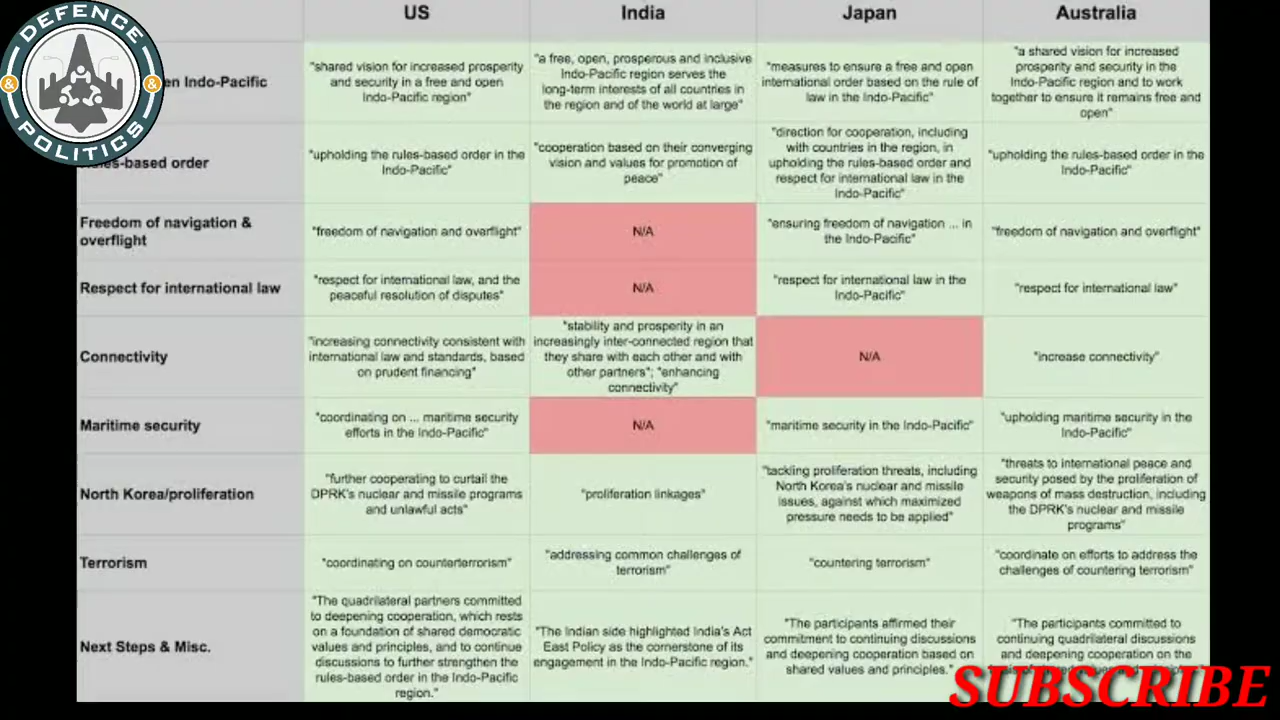 DEFENCE
&
&
POLITICS
US
India
Japan
Australia
Indo-Pacific
"shared vision for increased prosperity
and security in a free and open
Indo-Pacific region"
"a free, open, prosperous and inclusive
Indo-Pacific region serves the
long-term interests of all countries in
the region and of the world at large"
"measures to ensure a free and open
international order based on the rule of
law in the Indo-Pacific"
"a shared vision for increased
prosperity and security in the
Indo-Pacific region and to work
together to ensure it remains free and
open"
order
"upholding the rules-based order in the
Indo-Pacific"
"cooperation based on their converging
vision and values for promotion of
peace"
"direction for cooperation, including
with countries in the region, in
upholding the rules-based order and
respect for international law in the
Indo-Pacific"
"upholding the rules-based order in the
Indo-Pacific"
Freedom of navigation &
overflight
"freedom of navigation and overflight"
N/A
"ensuring freedom of navigation ... in
the Indo-Pacific"
"freedom of navigation and overflight"
Respect for international law
"respect for international law, and the
peaceful resolution of disputes"
N/A
"respect for international law in the
Indo-Pacific"
"respect for international law"
Connectivity
"increasing connectivity consistent with
international law and standards, based
on prudent financing"
"stability and prosperity in an
increasingly inter-connected region that
they share with each other and with
other partners"; "enhancing
connectivity"
N/A
"increase connectivity"
Maritime security
"coordinating on ... maritime security
efforts in the Indo-Pacific"
N/A
"maritime security in the Indo-Pacific"
"upholding maritime security in the
Indo-Pacific"
North Korea/proliferation
"further cooperating to curtail the
DPRK's nuclear and missile programs
and unlawful acts"
"proliferation linkages"
"tackling proliferation threats, including
North Korea's nuclear and missile
issues, against which maximized
pressure needs to be applied"
"threats to international peace and
security posed by the proliferation of
weapons of mass destruction, including
the DPRK's nuclear and missile
programs"
Terrorism
"coordinating on counterterrorism"
"addressing common challenges of
terrorism"
"countering terrorism"
"coordinate on efforts to address the
challenges of countering terrorism"
Next Steps & Misc.
"The quadrilateral partners committed
to deepening cooperation, which rests
on a foundation of shared democratic
values and principles, and to continue
discussions to further strengthen the
rules-based order in the Indo-Pacific
region."
"The Indian side highlighted India's Act
East Policy as the cornerstone of its
engagement in the Indo-Pacific region."
"The participants affirmed their
commitment to continuing discussions
and deepening cooperation based on
shared values and principles."
"The participants committed to
continuing quadrilateral discussions
and deepening cooperation on the
SUBSCRIBE